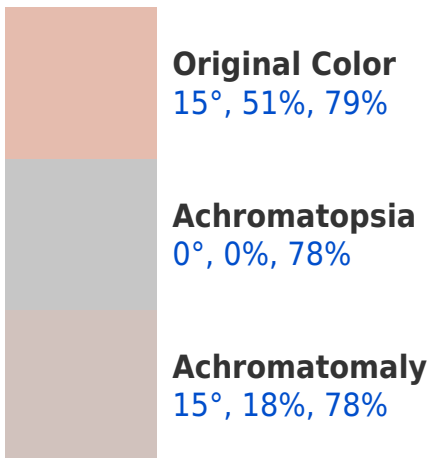 Original Color
15°, 51%, 79%
Achromatopsia
0°, 0%, 78%
Achromatomaly
15°, 18%, 78%